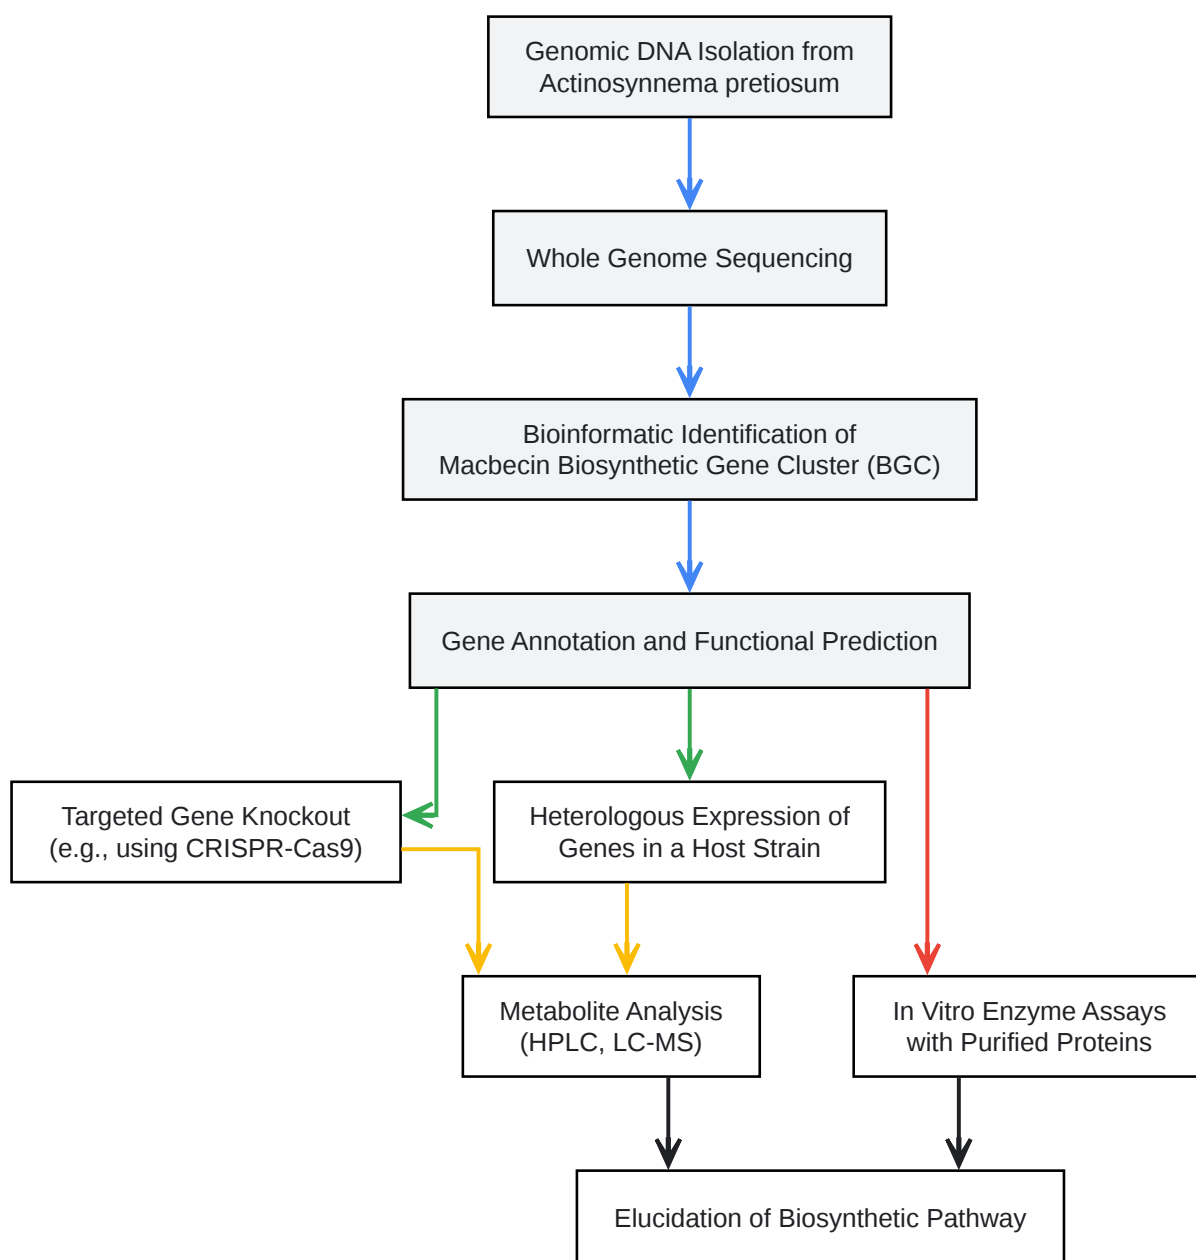 Genomic DNA Isolation from
Actinosynnema pretiosum
Whole Genome Sequencing
Bioinformatic Identification of
Macbecin Biosynthetic Gene Cluster (BGC)
Gene Annotation and Functional Prediction
Targeted Gene Knockout
(e.g., using CRISPR-Cas9)
Heterologous Expression of
Genes in a Host Strain
Metabolite Analysis
(HPLC, LC-MS)
In Vitro Enzyme Assays
with Purified Proteins
Elucidation of Biosynthetic Pathway